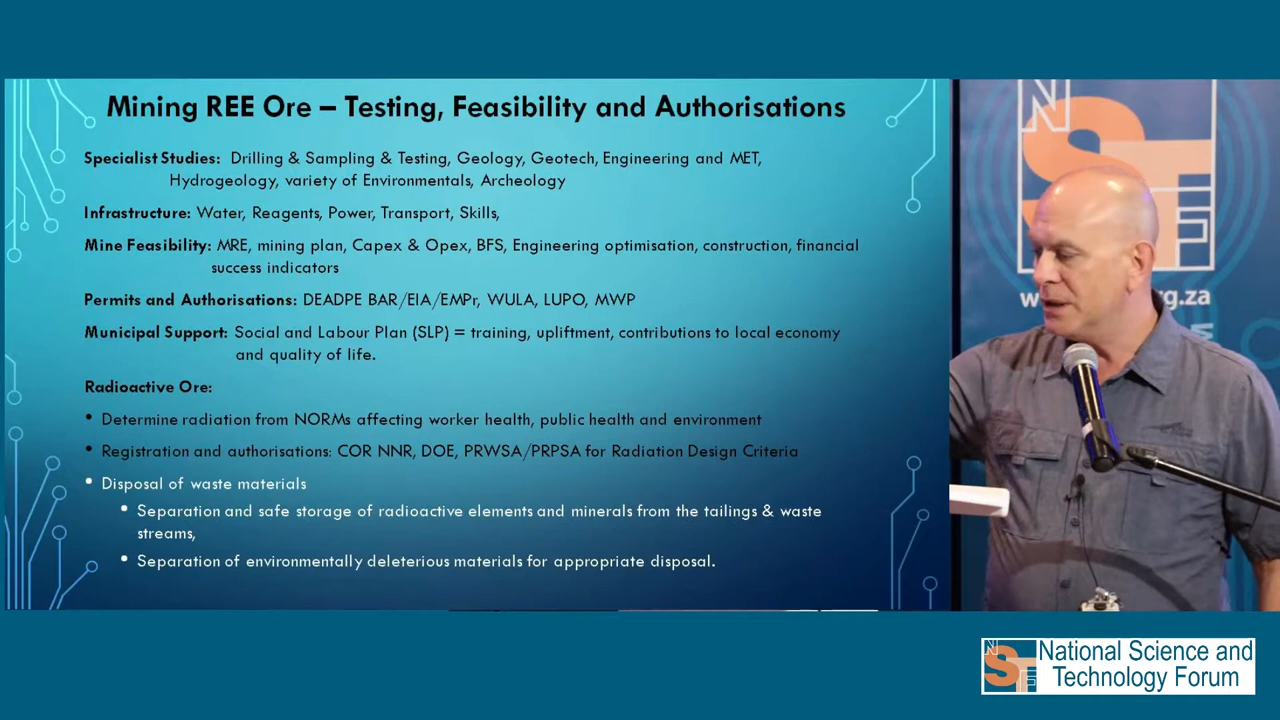 Mining REE Ore – Testing, Feasibility and Authorisations
Specialist Studies: Drilling & Sampling & Testing, Geology, Geotech, Engineering and MET,
Hydrogeology, variety of Environmentals, Archeology
Infrastructure: Water, Reagents, Power, Transport, Skills,
Mine Feasibility: MRE, mining plan, Capex & Opex, BFS, Engineering optimisation, construction, financial
success indicators
Permits and Authorisations: DEADPE BAR/EIA/EMPr, WULA, LUPO, MWP
Municipal Support: Social and Labour Plan (SLP) = training, upliftment, contributions to local economy
and quality of life.
Radioactive Ore:
• Determine radiation from NORMs affecting worker health, public health and environment
• Registration and authorisations: COR NNR, DOE, PRWSA/PRPSA for Radiation Design Criteria
• Disposal of waste materials
• Separation and safe storage of radioactive elements and minerals from the tailings & waste
streams,
• Separation of environmentally deleterious materials for appropriate disposal.
NSTF
rg.za
NSTF
National Science and
Technology Forum